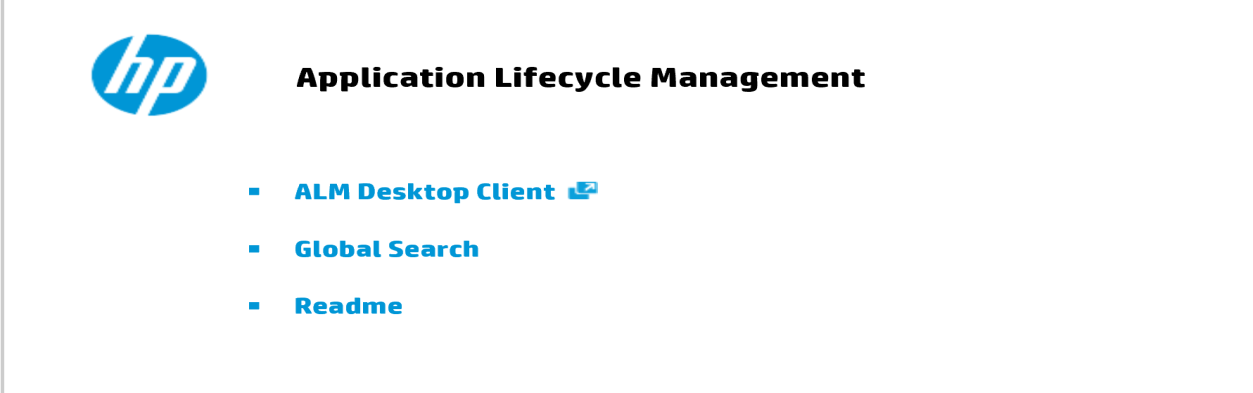 hp
Application Lifecycle Management
ALM Desktop Client
Global Search
Readme